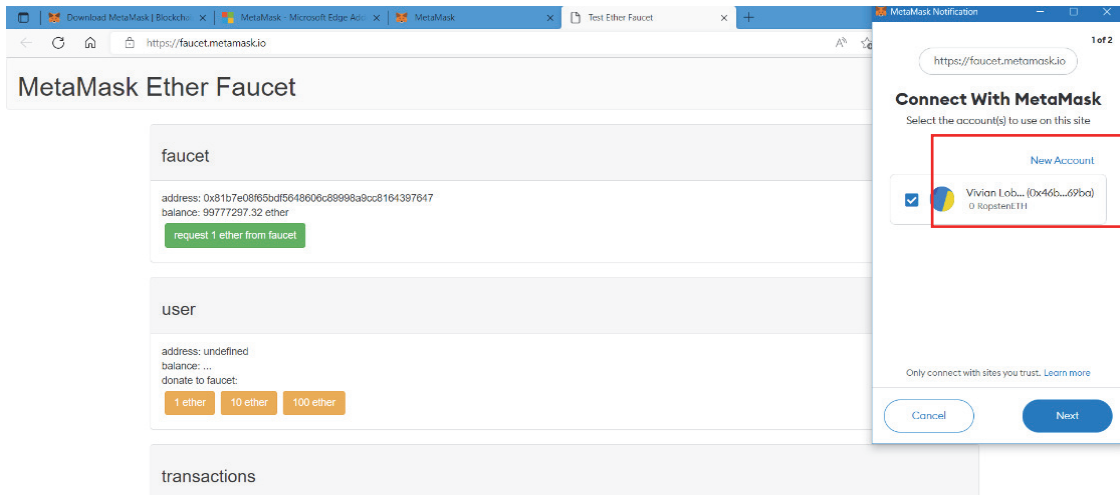 Download MetaMask | Blockchai
MetaMask - Microsoft Edge Add
MetaMask
Test Ether Faucet
https://faucet.metamask.io
MetaMask Ether Faucet
faucet
address: 0x81b7e08f65bdf5648606c89998a9cc8164397647
balance: 99777297.32 ether
request 1 ether from faucet
user
address: undefined
balance: ...
donate to faucet:
1 ether
10 ether
100 ether
transactions
MetaMask Notification
1 of 2
https://faucet.metamask.io
Connect With MetaMask
Select the account(s) to use on this site
New Account
Vivian Lob... (0x46b...69ba)
0 RopstenETH
Only connect with sites you trust. Learn more
Cancel
Next